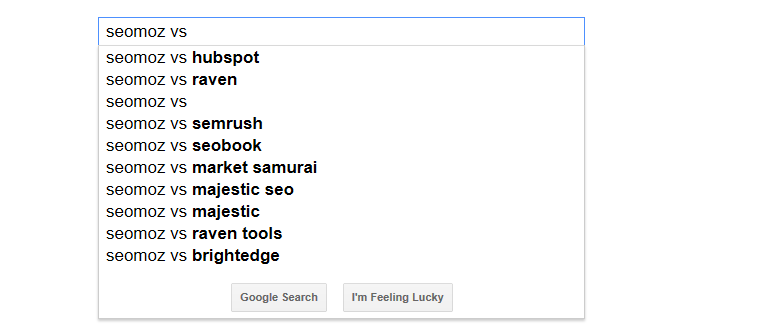 seomoz vs
seomoz vs hubspot
seomoz vs raven
seomoz vs
seomoz vs semrush
seomoz vs seobook
seomoz vs market samurai
seomoz vs majestic seo
seomoz vs majestic
seomoz vs raven tools
seomoz vs brightedge
Google Search I'm Feeling Lucky